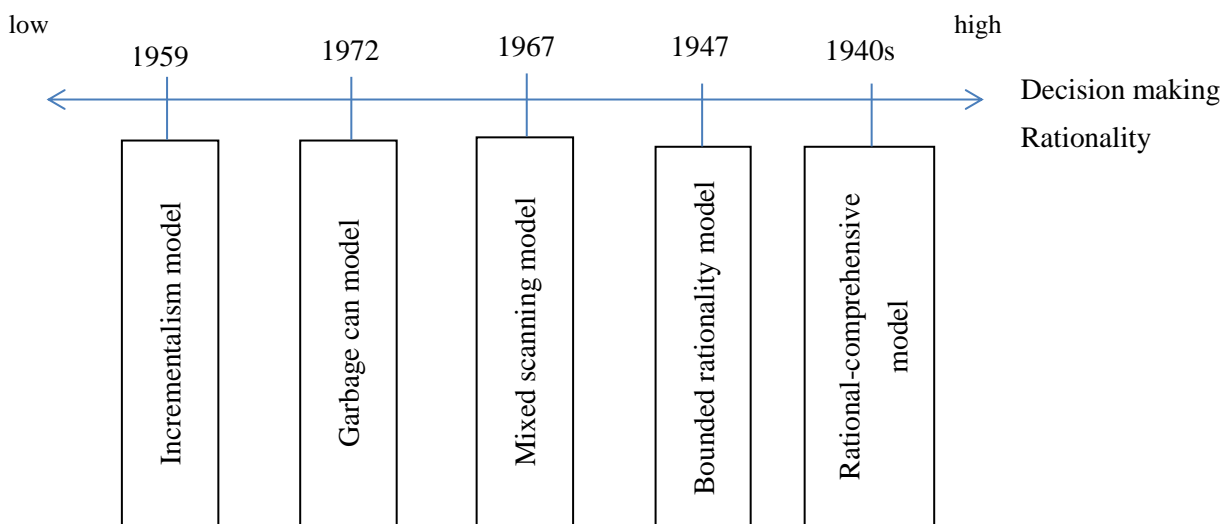 low
high
1959
1972
1967
1947
1940s
Decision making
Rationality
Incrementalism model
Garbage can model
Mixed scanning model
Bounded rationality model
Rational-comprehensive
model